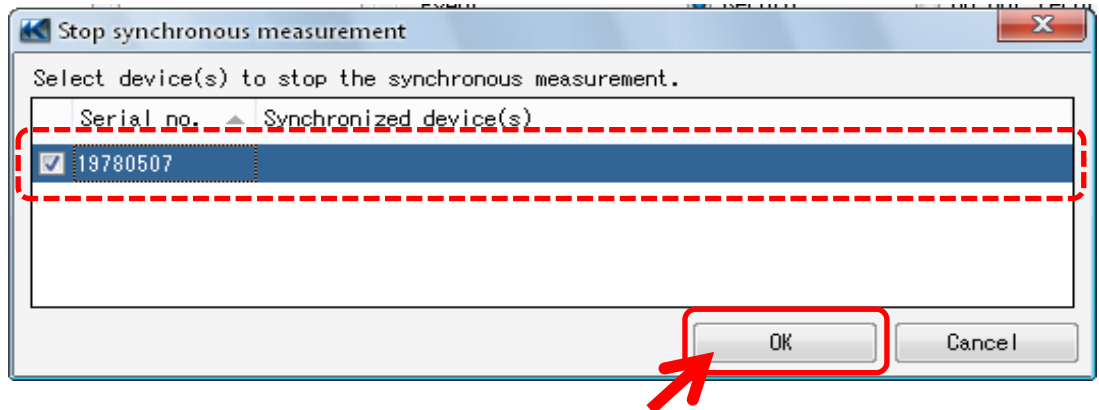 Stop synchronous measurement
Select device(s) to stop the synchronous measurement.
Serial no. Synchronized device(s)
19780507
OK Cancel